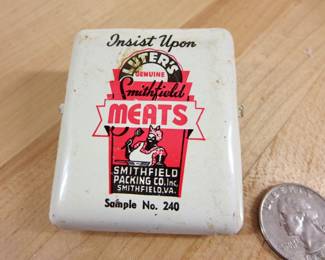 Insist Upon
LUTER'S
GENUINE
Smithfield
MEATS
SMITHFIELD
PACKING CO. Inc.
SMITHFIELD, VA.
Sample No. 240